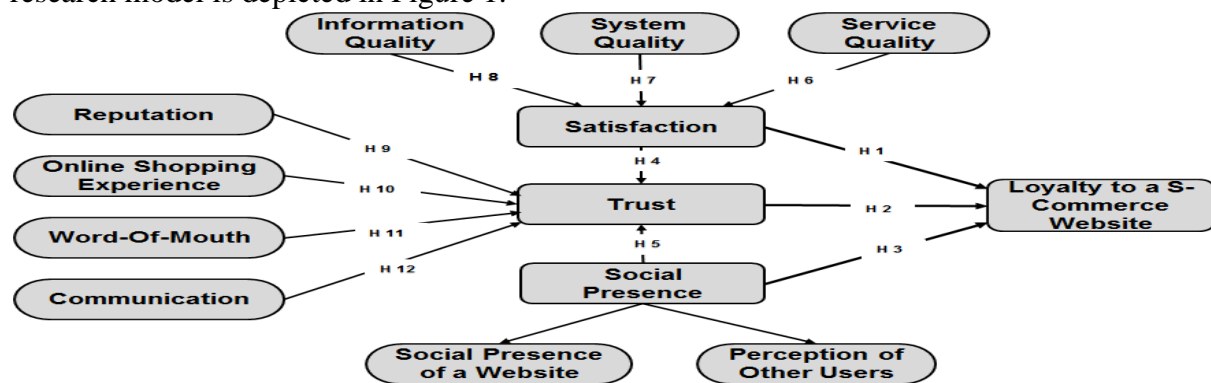 research model is depicted in Figure 1.
Information
Quality
System
Quality
Service
Quality
H 8
H 7
H 6
Reputation
Satisfaction
H 9
H 4
H 1
Online Shopping
Experience
H 10
Trust
H 2
Loyalty to a S-
Commerce
Website
Word-Of-Mouth
H 11
H 5
H 3
H 12
Communication
Social
Presence
Social Presence
of a Website
Perception of
Other Users